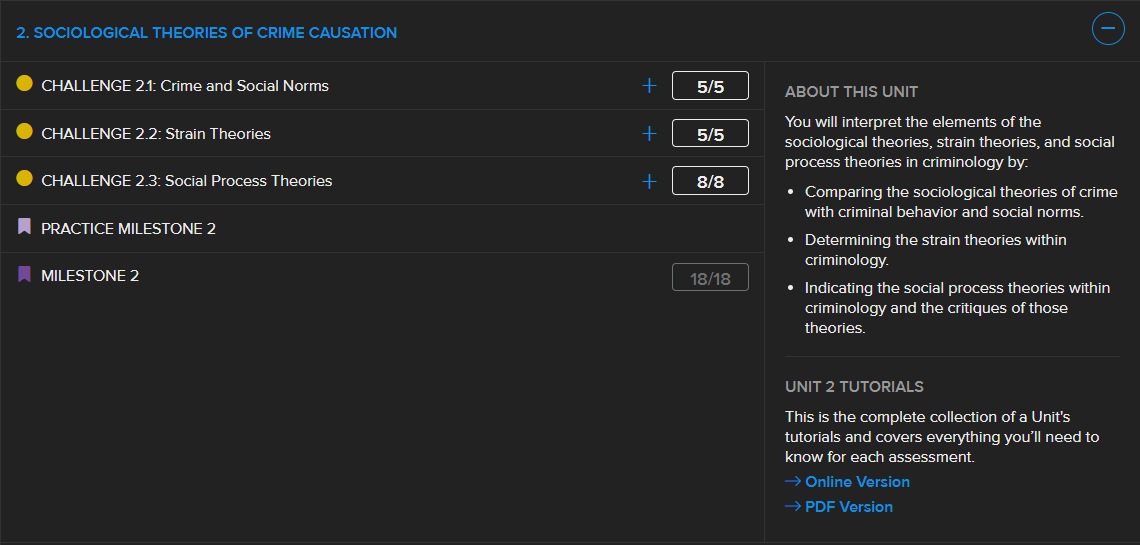 2. SOCIOLOGICAL THEORIES OF CRIME CAUSATION
CHALLENGE 2.1: Crime and Social Norms
5/5
CHALLENGE 2.2: Strain Theories
5/5
CHALLENGE 2.3: Social Process Theories
8/8
PRACTICE MILESTONE 2
MILESTONE 2
18/18
ABOUT THIS UNIT
You will interpret the elements of the
sociological theories, strain theories, and social
process theories in criminology by:
• Comparing the sociological theories of crime
with criminal behavior and social norms.
• Determining the strain theories within
criminology.
• Indicating the social process theories within
criminology and the critiques of those
theories.
UNIT 2 TUTORIALS
This is the complete collection of a Unit's
tutorials and covers everything you’ll need to
know for each assessment.
→ Online Version
→ PDF Version